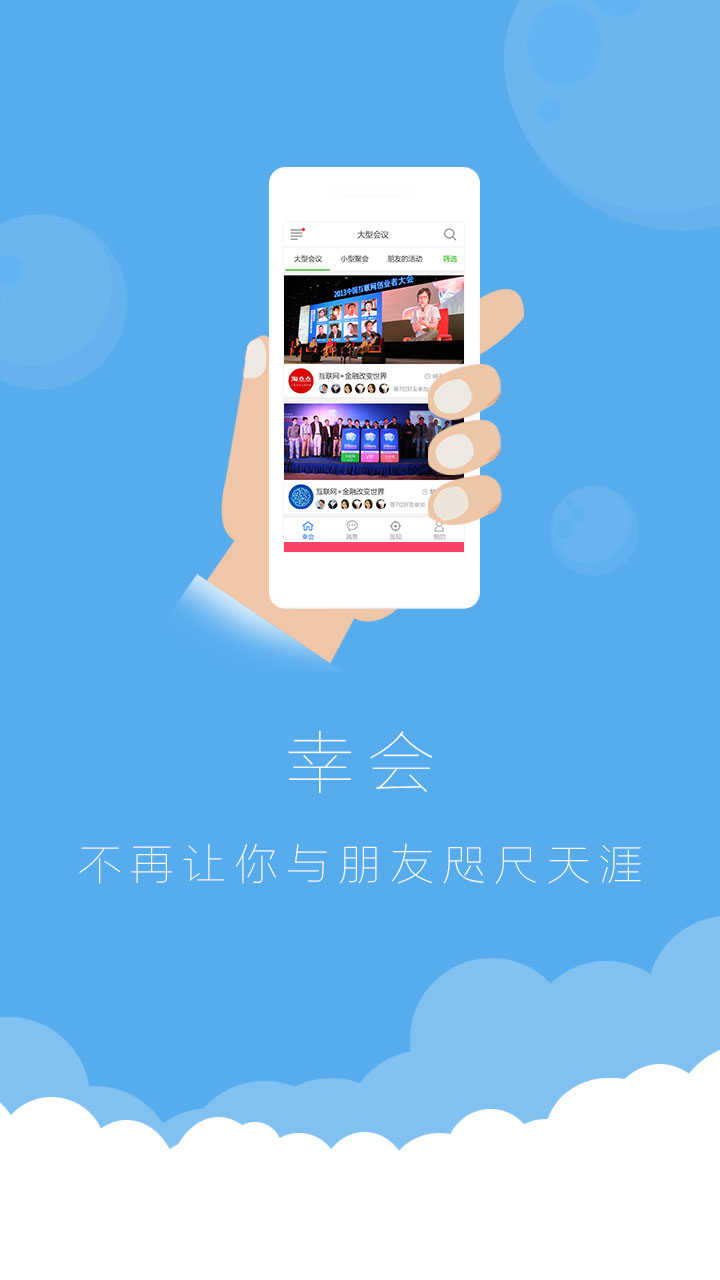 大型会议
大型会议 小型聚会 朋友的活动 筛选
2013中国互联网创业者大会
淘点点
互联网+金融改变世界
等7位好友参加
VIP
互联网+金融改变世界
等7位好友参加
幸会 消息 发现 我的
幸会
不再让你与朋友咫尺天涯